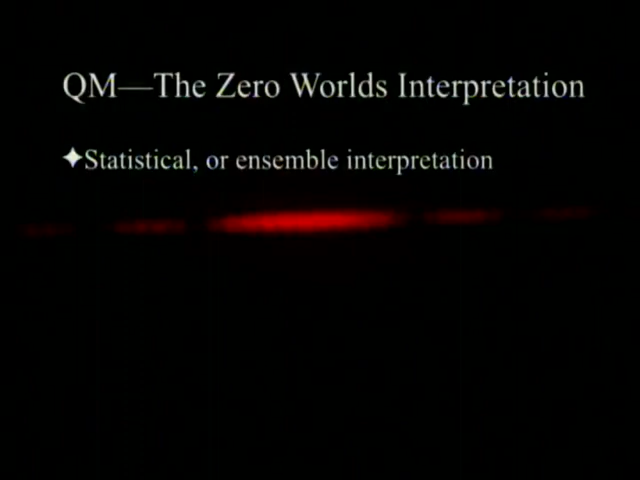 QM—The Zero Worlds Interpretation
✦Statistical, or ensemble interpretation